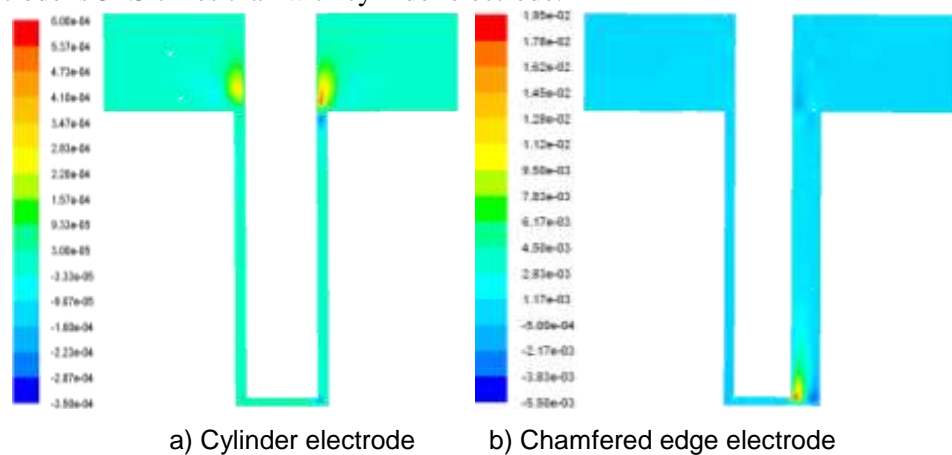 with cylinder electrode.
6.00e-04
5.37e-04
4.73e-04
4.10e-04
3.47e-04
2.83e-04
2.20e-04
1.57e-04
9.33e-05
3.00e-05
-3.33e-05
-9.67e-05
-1.60e-04
-2.23e-04
-2.87e-04
-3.50e-04
1.95e-02
1.78e-02
1.62e-02
1.45e-02
1.28e-02
1.12e-02
9.50e-03
7.83e-03
6.17e-03
4.50e-03
2.83e-03
1.17e-03
-5.00e-04
-2.17e-03
-3.83e-03
-5.50e-03
a) Cylinder electrode
b) Chamfered edge electrode